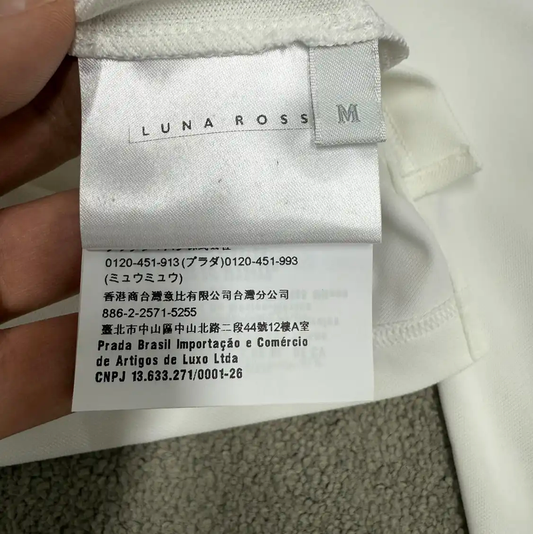 LUNA ROSS
M
0120-451-913(プラダ)0120-451-993
(ミュウミュウ)
香港商台灣意比有限公司台灣分公司
886-2-2571-5255
臺北市中山區中山北路二段44號12樓A室
Prada Brasil Importação e Comércio
de Artigos de Luxo Ltda
CNPJ 13.633.271/0001-26